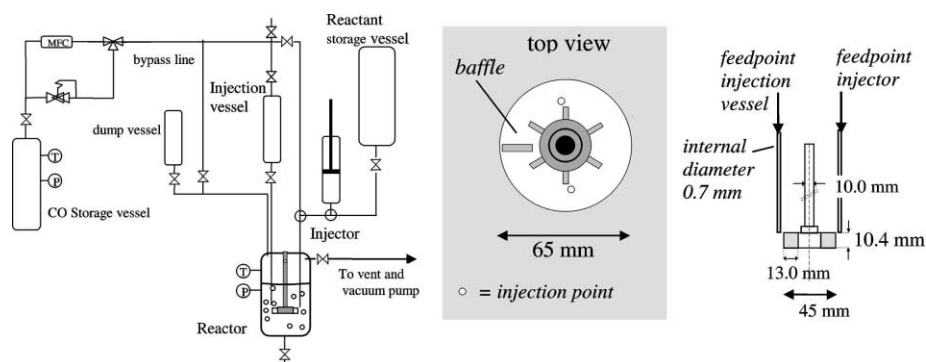 MFC
bypass line
Reactant
storage vessel
Injection
vessel
dump vessel
T
P
CO Storage vessel
Injector
T
P
To vent and
vacuum pump
Reactor
top view
baffle
65 mm
= injection point
feedpoint
injection
vessel
feedpoint
injector
internal
diameter
0.7 mm
10.0 mm
10.4 mm
13.0 mm
45 mm